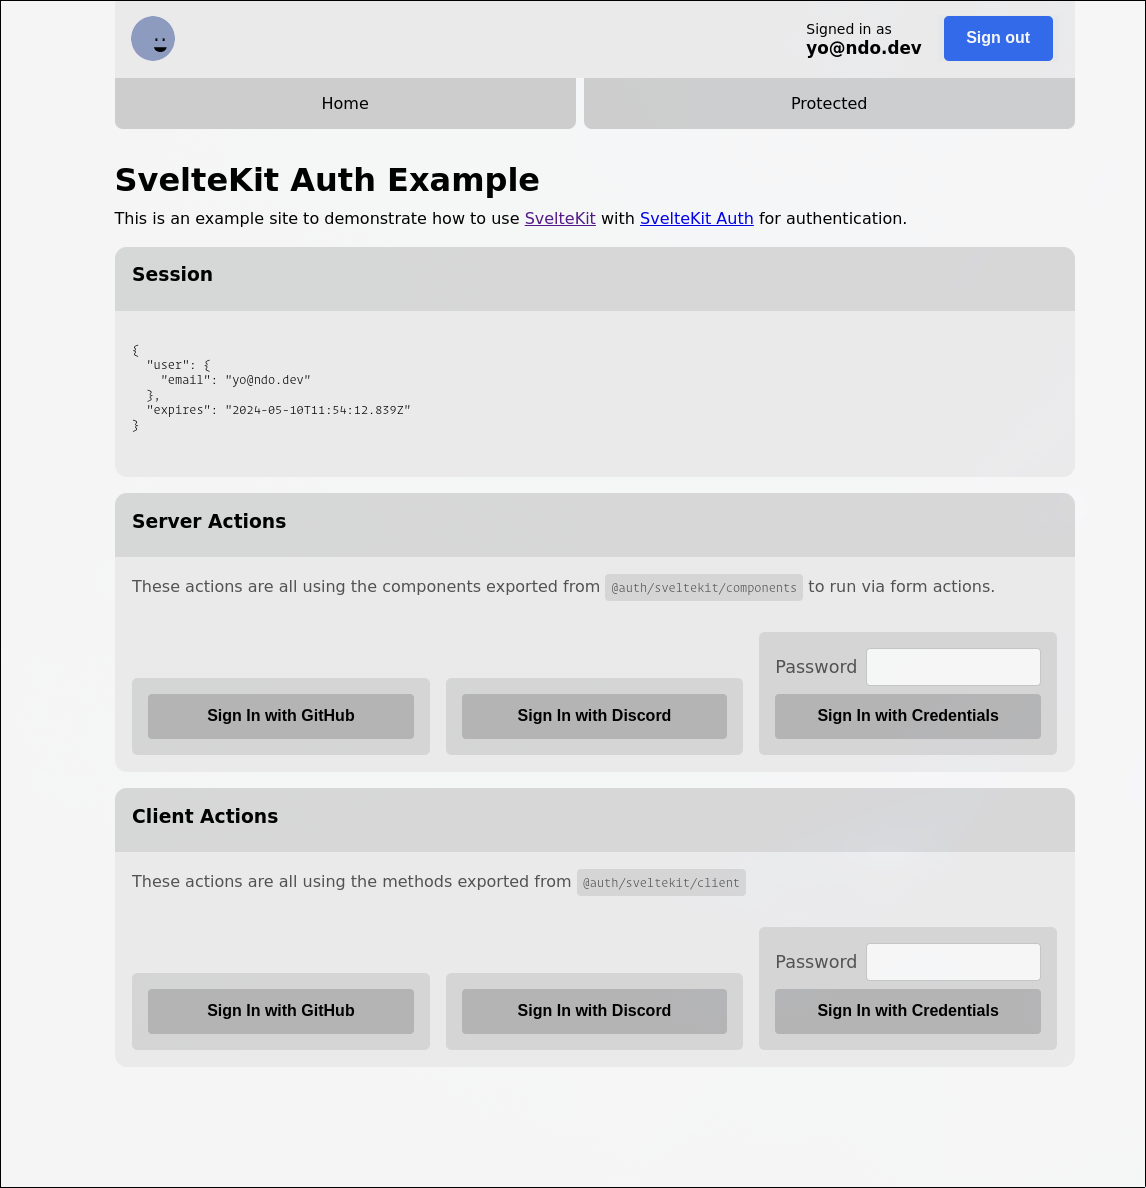 Signed in as
yo@ndo.dev
Sign out
Home
Protected
SvelteKit Auth Example
This is an example site to demonstrate how to use SvelteKit with SvelteKit Auth for authentication.
Session
{
  "user": {
    "email": "yo@ndo.dev"
  },
  "expires": "2024-05-10T11:54:12.839Z"
}
Server Actions
These actions are all using the components exported from @auth/sveltekit/components to run via form actions.
Password
Sign In with GitHub
Sign In with Discord
Sign In with Credentials
Client Actions
These actions are all using the methods exported from @auth/sveltekit/client
Password
Sign In with GitHub
Sign In with Discord
Sign In with Credentials